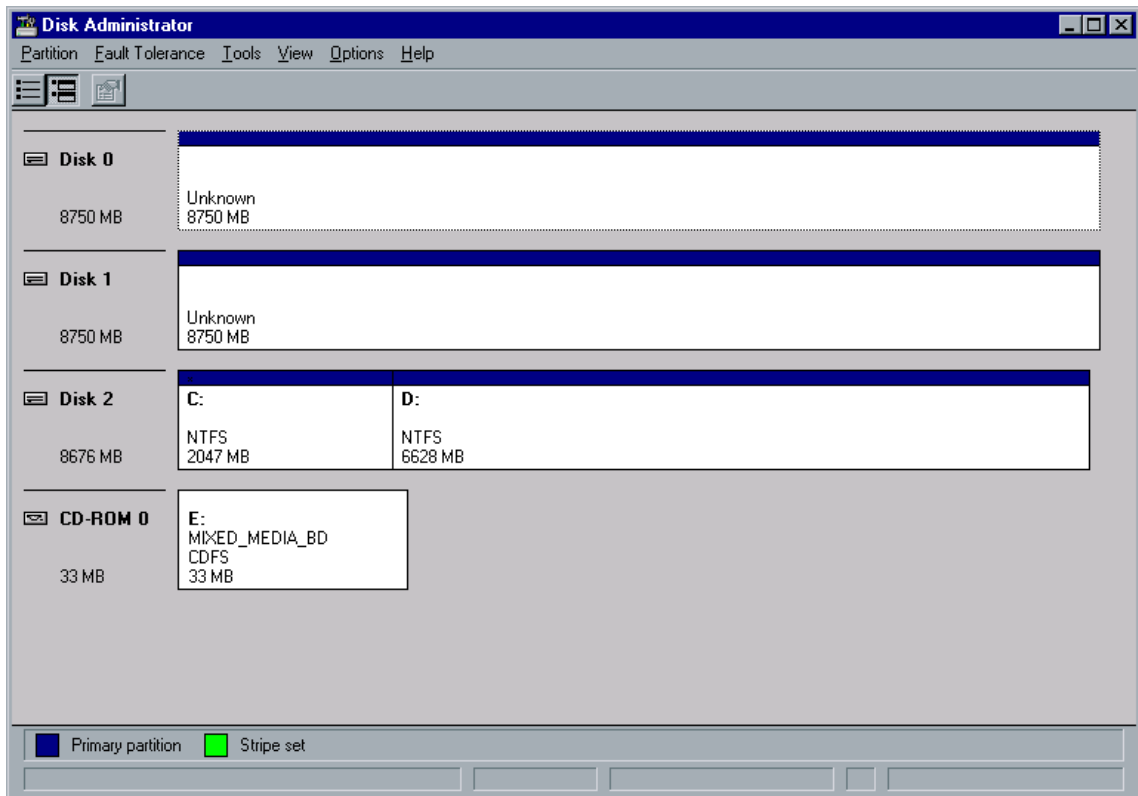 Disk Administrator
Partition Fault Tolerance Tools View Options Help
Disk 0
8750 MB
Unknown
8750 MB
Disk 1
8750 MB
Unknown
8750 MB
Disk 2
8676 MB
C:
NTFS
2047 MB
D:
NTFS
6628 MB
CD-ROM 0
33 MB
E:
MIXED_MEDIA_BD
CDFS
33 MB
Primary partition Stripe set